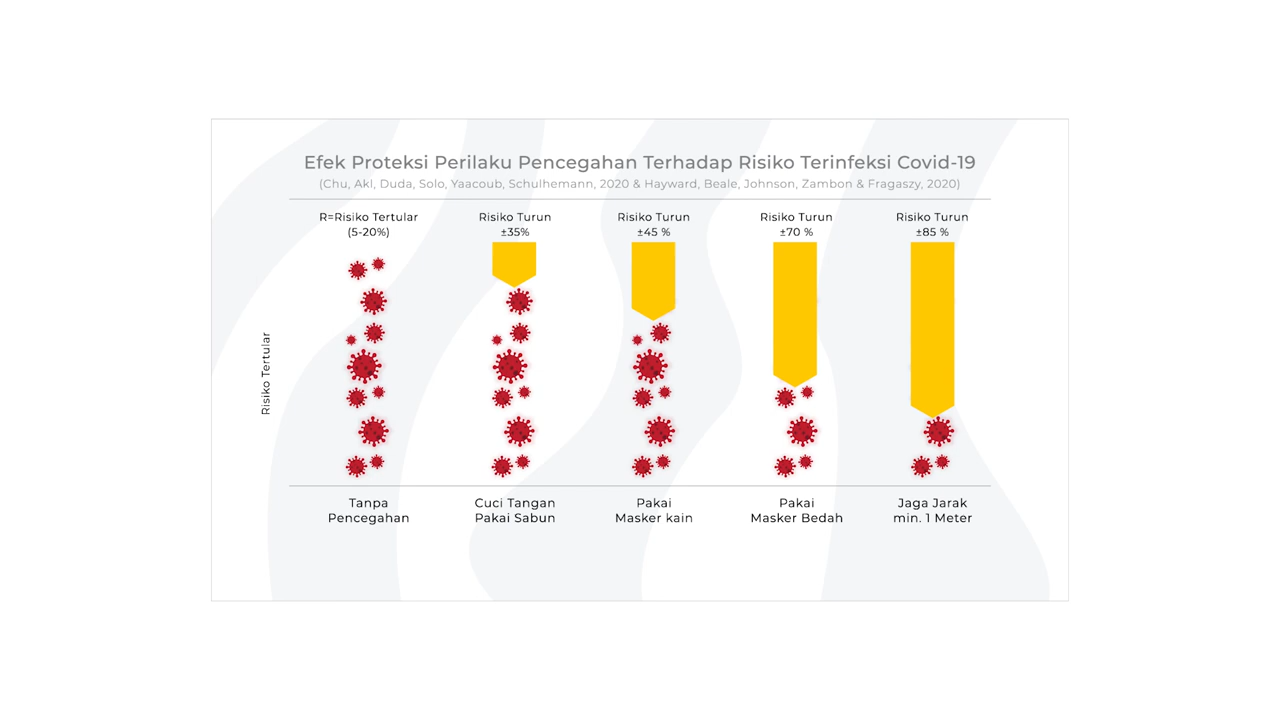 Efek Proteksi Perilaku Pencegahan Terhadap Risiko Terinfeksi Covid-19
(Chu, Akl, Duda, Solo, Yaacoub, Schulhemann, 2020 & Hayward, Beale, Johnson, Zambon & Fragaszy, 2020)
R=Risiko Tertular
(5-20%)
Risiko Turun
±35%
Risiko Turun
±45 %
Risiko Turun
±70 %
Risiko Turun
±85 %
Risiko Tertular
Tanpa
Pencegahan
Cuci Tangan
Pakai Sabun
Pakai
Masker kain
Pakai
Masker Bedah
Jaga Jarak
min. 1 Meter